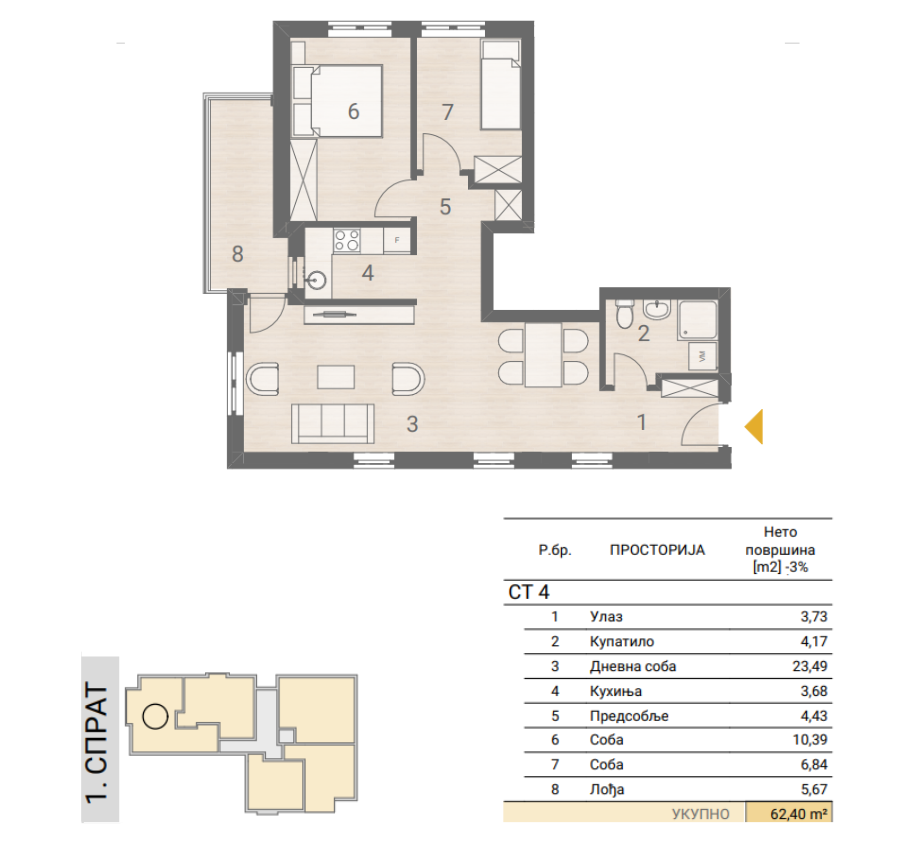 6
7
5
8
F
4
2
VM
3
1
Нето
Р.бр. ПРОСТОРИЈА површина
[m2] -3%
СТ 4
1 Улаз 3,73
2 Купатило 4,17
3 Дневна соба 23,49
4 Кухиња 3,68
5 Предсобље 4,43
6 Соба 10,39
7 Соба 6,84
8 Лођа 5,67
УКУПНО 62,40 m²
1. СПРАТ